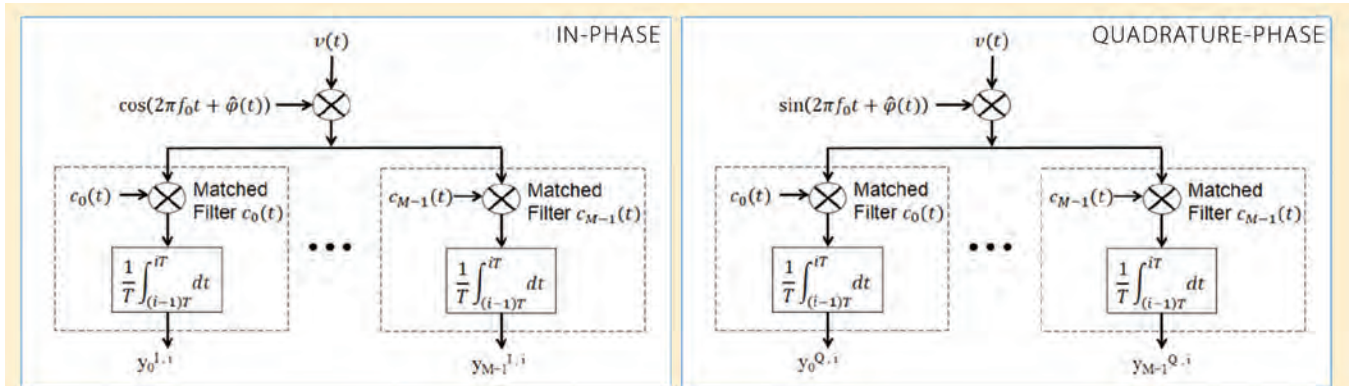 IN-PHASE
v(t)
cos(2πf₀t + φ̂(t))
c₀(t)
Matched
Filter c₀(t)
c_{M−1}(t)
Matched
Filter c_{M−1}(t)
• • •
1/T ∫_{(i−1)T}^{iT} dt
1/T ∫_{(i−1)T}^{iT} dt
y₀^{I,i}
y_{M−1}^{I,i}
QUADRATURE-PHASE
v(t)
sin(2πf₀t + φ̂(t))
c₀(t)
Matched
Filter c₀(t)
c_{M−1}(t)
Matched
Filter c_{M−1}(t)
• • •
1/T ∫_{(i−1)T}^{iT} dt
1/T ∫_{(i−1)T}^{iT} dt
y₀^{Q,i}
y_{M−1}^{Q,i}